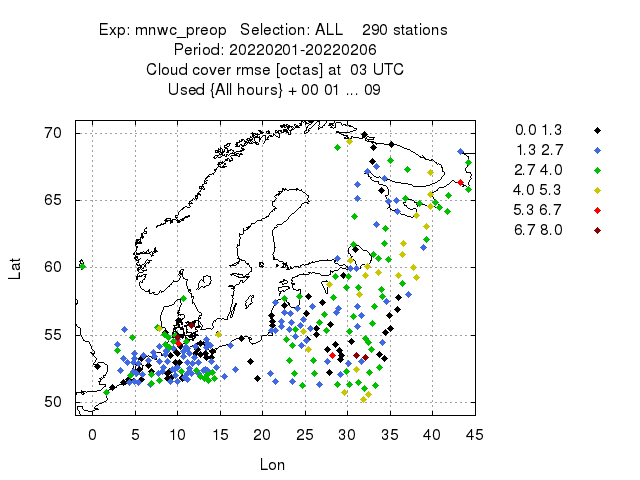 Exp: mnwc_preop Selection: ALL 290 stations
Period: 20220201-20220206
Cloud cover rmse [octas] at 03 UTC
Used {All hours} + 00 01 ... 09
0.0 1.3
1.3 2.7
2.7 4.0
4.0 5.3
5.3 6.7
6.7 8.0
Lat
70
65
60
55
50
0 5 10 15 20 25 30 35 40 45
Lon